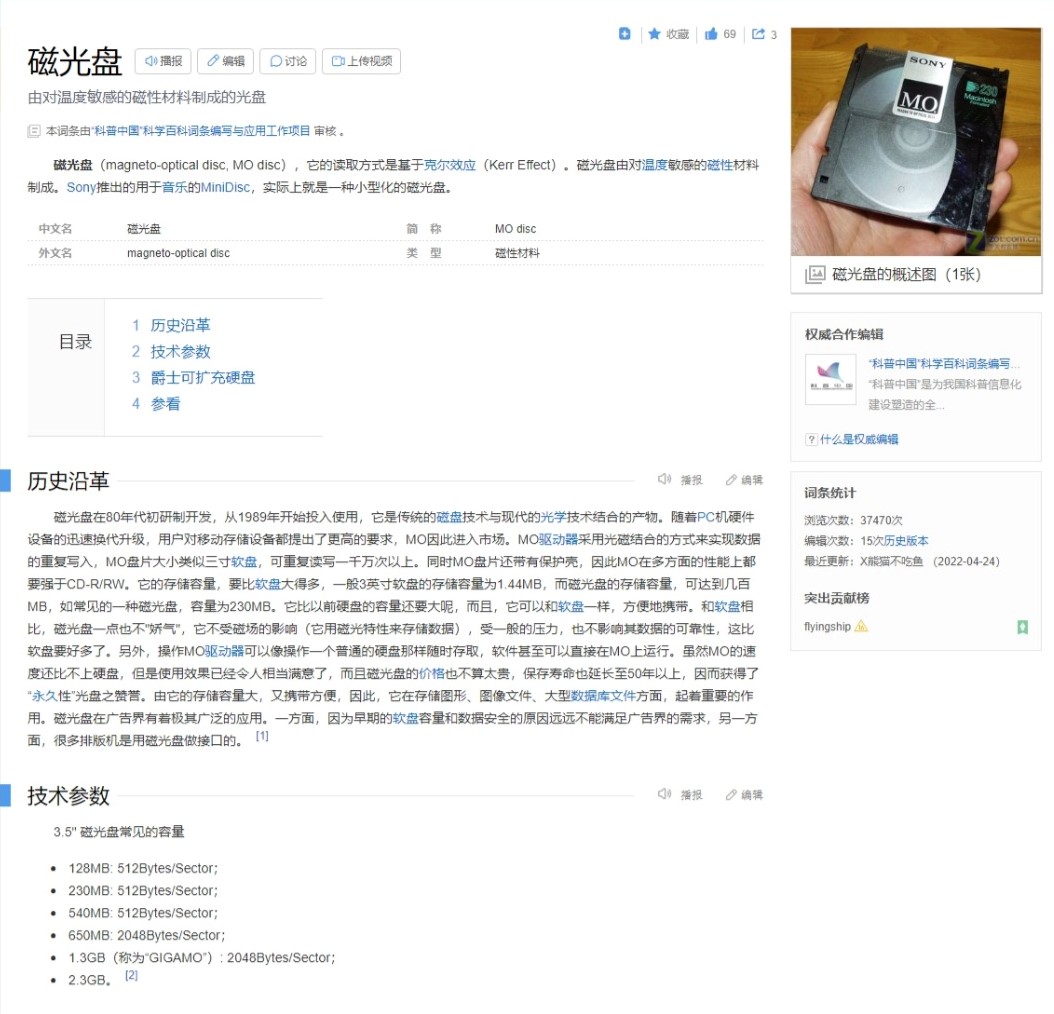 收藏 69 3
磁光盘 播报 编辑 讨论 上传视频
由对温度敏感的磁性材料制成的光盘
本词条由“科普中国”科学百科词条编写与应用工作项目 审核 。
磁光盘（magneto-optical disc, MO disc），它的读取方式是基于克尔效应（Kerr Effect）。磁光盘由对温度敏感的磁性材料
制成。Sony推出的用于音乐的MiniDisc，实际上就是一种小型化的磁光盘。
中文名 磁光盘 简 称 MO disc
外文名 magneto-optical disc 类 型 磁性材料
目录
1 历史沿革
2 技术参数
3 爵士可扩充硬盘
4 参看
历史沿革 播报 编辑
磁光盘在80年代初研制开发，从1989年开始投入使用，它是传统的磁盘技术与现代的光学技术结合的产物。随着PC机硬件
设备的迅速换代升级，用户对移动存储设备都提出了更高的要求，MO因此进入市场。MO驱动器采用光磁结合的方式来实现数据
的重复写入，MO盘片大小类似三寸软盘，可重复读写一千万次以上。同时MO盘片还带有保护壳，因此MO在多方面的性能上都
要强于CD-R/RW。它的存储容量，要比软盘大得多，一般3英寸软盘的存储容量为1.44MB，而磁光盘的存储容量，可达到几百
MB，如常见的一种磁光盘，容量为230MB。它比以前硬盘的容量还要大呢，而且，它可以和软盘一样，方便地携带。和软盘相
比，磁光盘一点也不"娇气"，它不受磁场的影响（它用磁光特性来存储数据），受一般的压力，也不影响其数据的可靠性，这比
软盘要好多了。另外，操作MO驱动器可以像操作一个普通的硬盘那样随时存取，软件甚至可以直接在MO上运行。虽然MO的速
度还比不上硬盘，但是使用效果已经令人相当满意了，而且磁光盘的价格也不算太贵，保存寿命也延长至50年以上，因而获得了
“永久性”光盘之赞誉。由它的存储容量大，又携带方便，因此，它在存储图形、图像文件、大型数据库文件方面，起着重要的作
用。磁光盘在广告界有着极其广泛的应用。一方面，因为早期的软盘容量和数据安全的原因远远不能满足广告界的需求，另一方
面，很多排版机是用磁光盘做接口的。 [1]
技术参数 播报 编辑
3.5" 磁光盘常见的容量
128MB: 512Bytes/Sector；
230MB: 512Bytes/Sector；
540MB: 512Bytes/Sector；
650MB: 2048Bytes/Sector；
1.3GB（称为“GIGAMO”）: 2048Bytes/Sector；
2.3GB。 [2]
SONY
MO
230
Macintosh
zol.com.cn
磁光盘的概述图（1张）
权威合作编辑
“科普中国”科学百科词条编写...
“科普中国”是为我国科普信息化
建设塑造的全...
科普中国
? 什么是权威编辑
词条统计
浏览次数：37470次
编辑次数：15次历史版本
最近更新：X熊猫不吃鱼 （2022-04-24）
突出贡献榜
flyingship